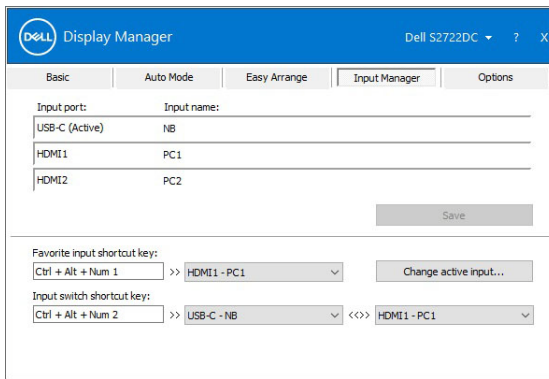 DELL Display Manager Dell S2722DC ? X
Basic Auto Mode Easy Arrange Input Manager Options
Input port: Input name:
USB-C (Active) NB
HDMI1 PC1
HDMI2 PC2
Save
Favorite input shortcut key:
Ctrl + Alt + Num 1 >> HDMI1 - PC1 Change active input...
Input switch shortcut key:
Ctrl + Alt + Num 2 >> USB-C - NB <<>> HDMI1 - PC1